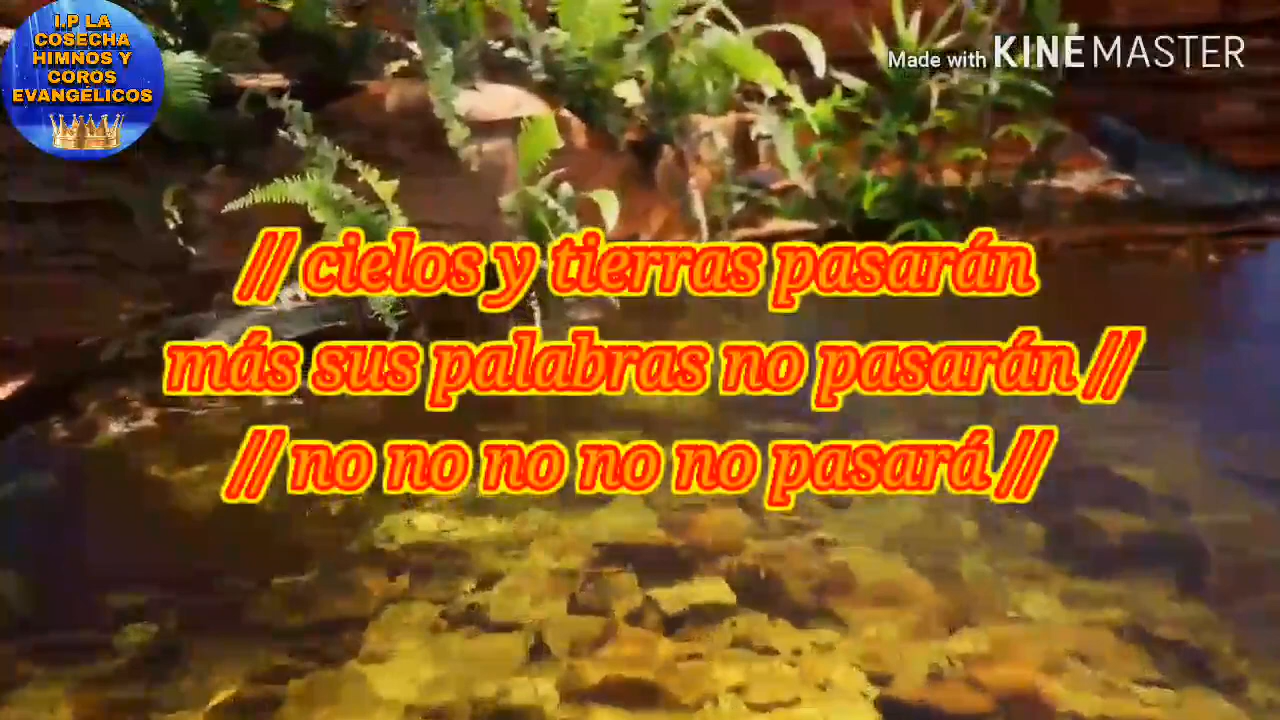 I.P LA
COSECHA
HIMNOS Y
COROS
EVANGÉLICOS
Made with KINEMASTER
// cielos y tierras pasarán
más sus palabras no pasarán //
// no no no no no pasará //